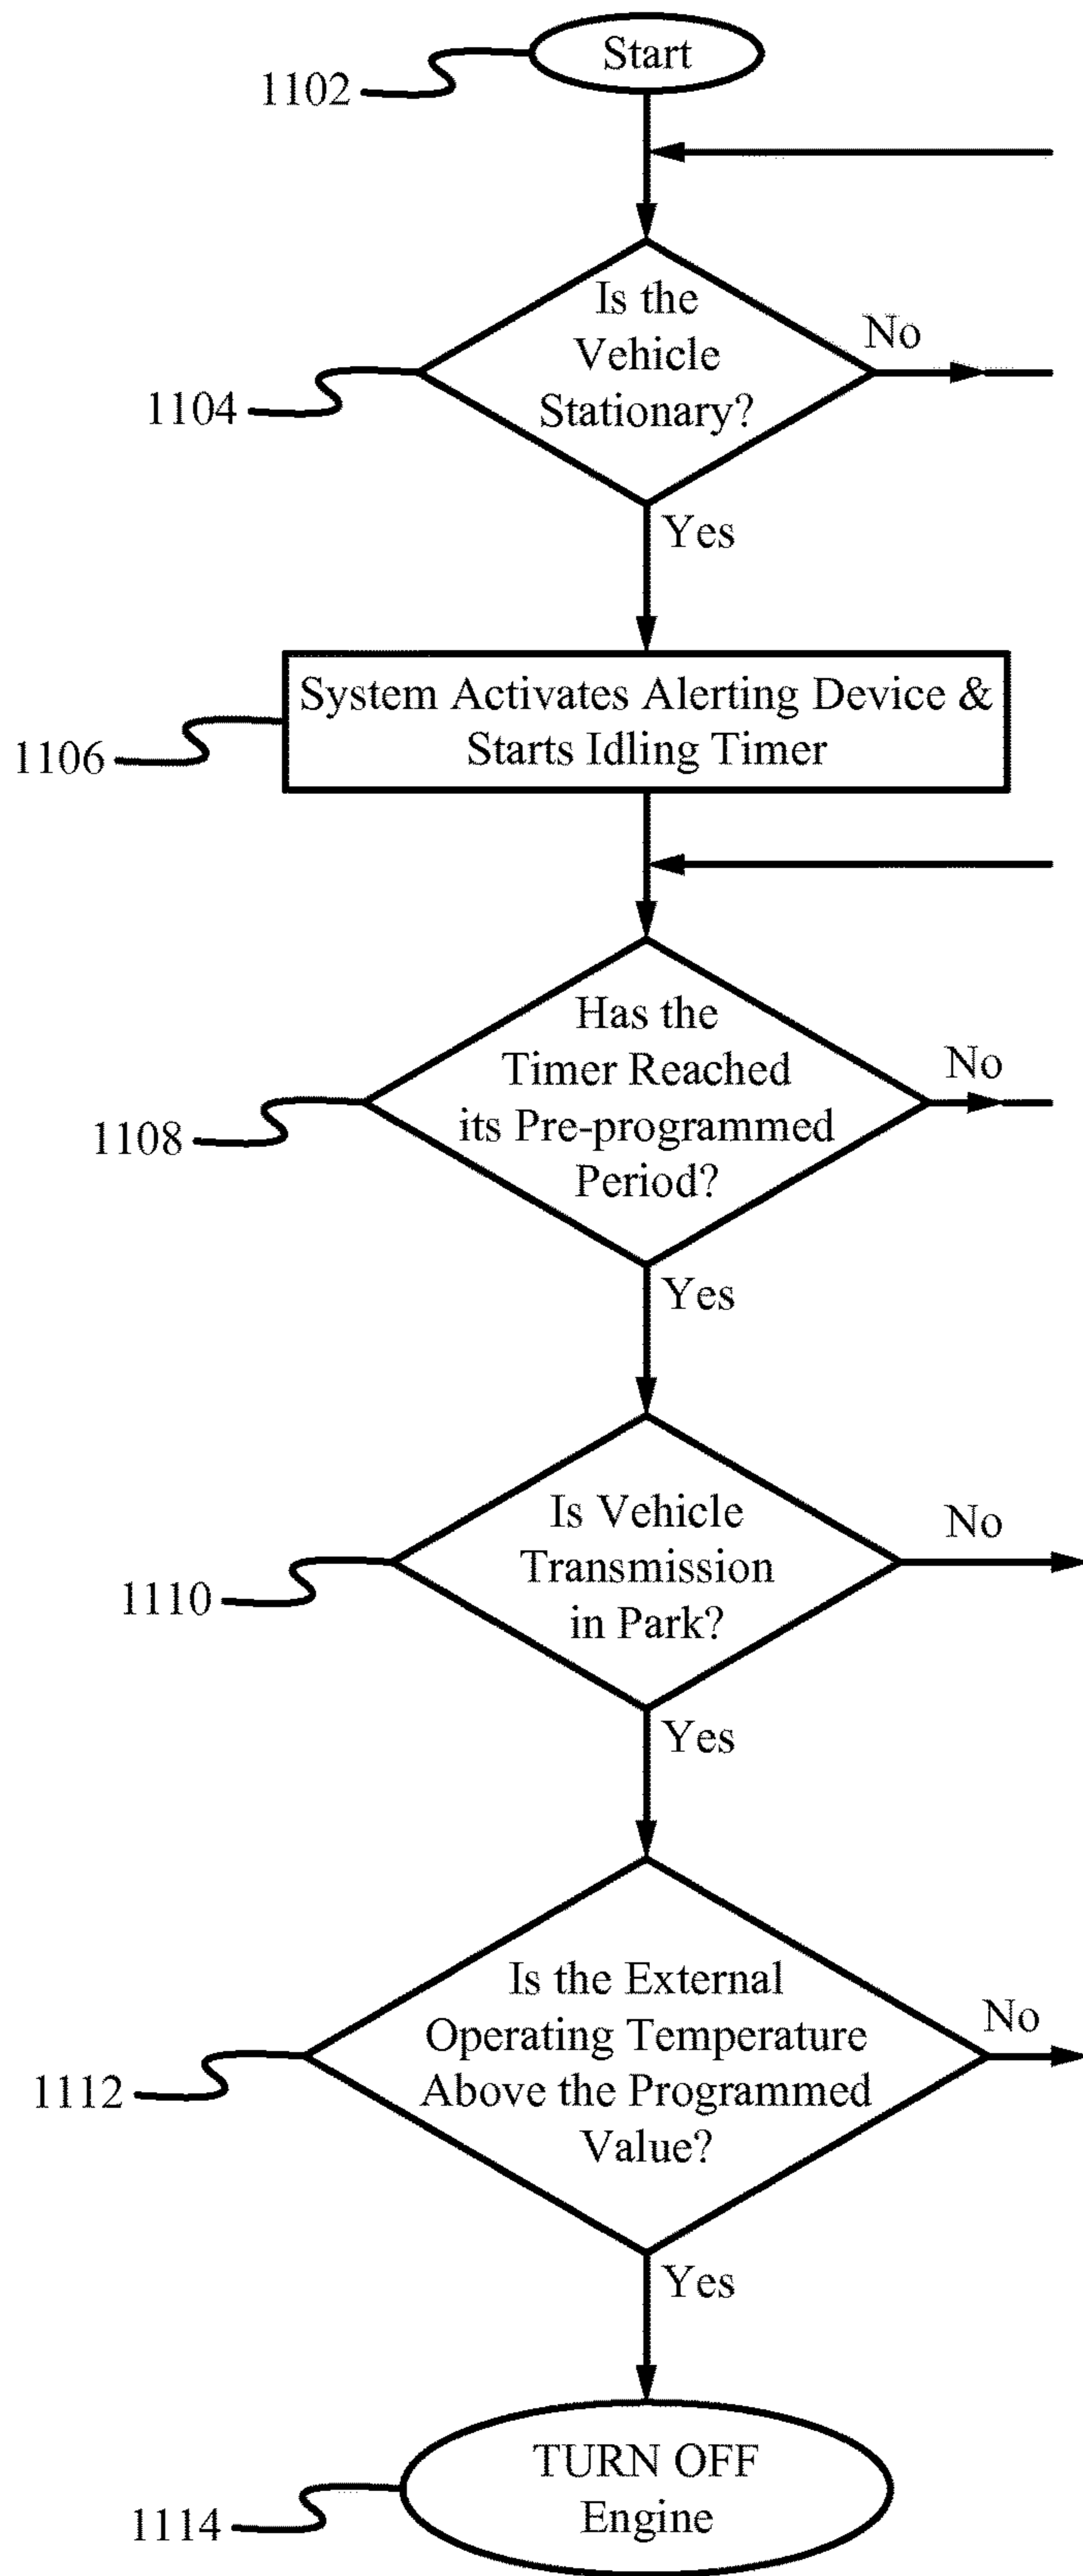 Start
1102
Is the
Vehicle
Stationary?
No
1104
Yes
System Activates Alerting Device &
Starts Idling Timer
1106
Has the
Timer Reached
its Pre-programmed
Period?
No
1108
Yes
Is Vehicle
Transmission
in Park?
No
1110
Yes
Is the External
Operating Temperature
Above the Programmed
Value?
No
1112
Yes
TURN OFF
Engine
1114